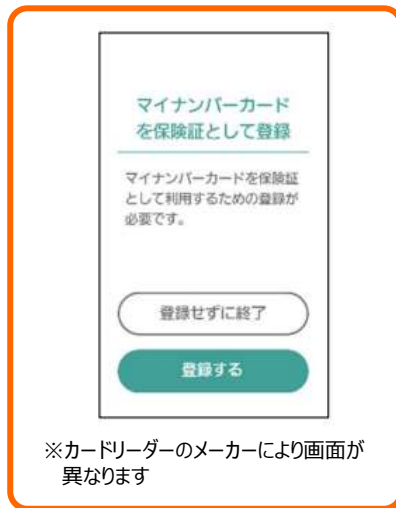 マイナンバーカード
を保険証として登録
マイナンバーカードを保険証
として利用するための登録が
必要です。
登録せずに終了
登録する
※カードリーダーのメーカーにより画面が
異なります